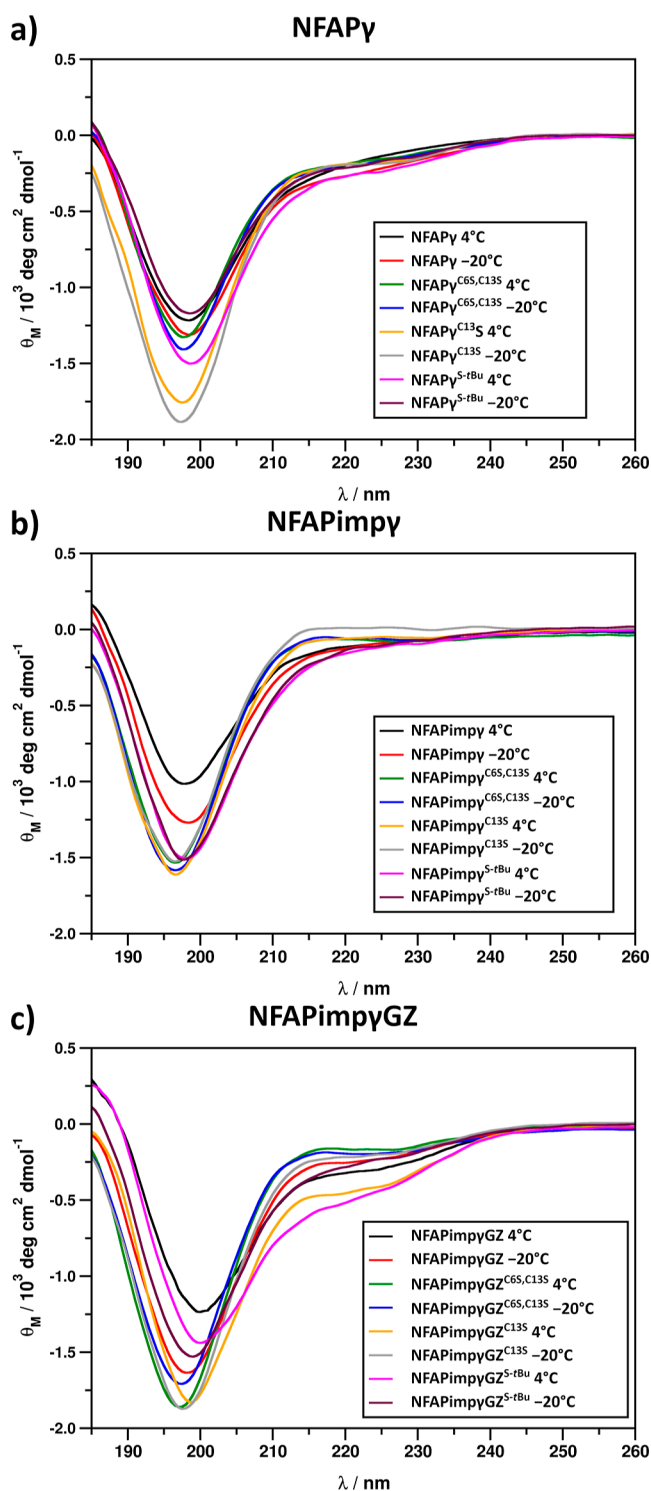 a)
NFAPγ
0.5
0.0
-0.5
-1.0
-1.5
-2.0
θM / 10³ deg cm² dmol⁻¹
NFAPγ 4°C
NFAPγ −20°C
NFAPγC6S,C13S 4°C
NFAPγC6S,C13S −20°C
NFAPγC13S 4°C
NFAPγC13S −20°C
NFAPγS-tBu 4°C
NFAPγS-tBu −20°C
190 200 210 220 230 240 250 260
λ / nm
b)
NFAPimpγ
0.5
0.0
-0.5
-1.0
-1.5
-2.0
θM / 10³ deg cm² dmol⁻¹
NFAPimpγ 4°C
NFAPimpγ −20°C
NFAPimpγC6S,C13S 4°C
NFAPimpγC6S,C13S −20°C
NFAPimpγC13S 4°C
NFAPimpγC13S −20°C
NFAPimpγS-tBu 4°C
NFAPimpγS-tBu −20°C
190 200 210 220 230 240 250 260
λ / nm
c)
NFAPimpγGZ
0.5
0.0
-0.5
-1.0
-1.5
-2.0
θM / 10³ deg cm² dmol⁻¹
NFAPimpγGZ 4°C
NFAPimpγGZ −20°C
NFAPimpγGZC6S,C13S 4°C
NFAPimpγGZC6S,C13S −20°C
NFAPimpγGZC13S 4°C
NFAPimpγGZC13S −20°C
NFAPimpγGZS-tBu 4°C
NFAPimpγGZS-tBu −20°C
190 200 210 220 230 240 250 260
λ / nm